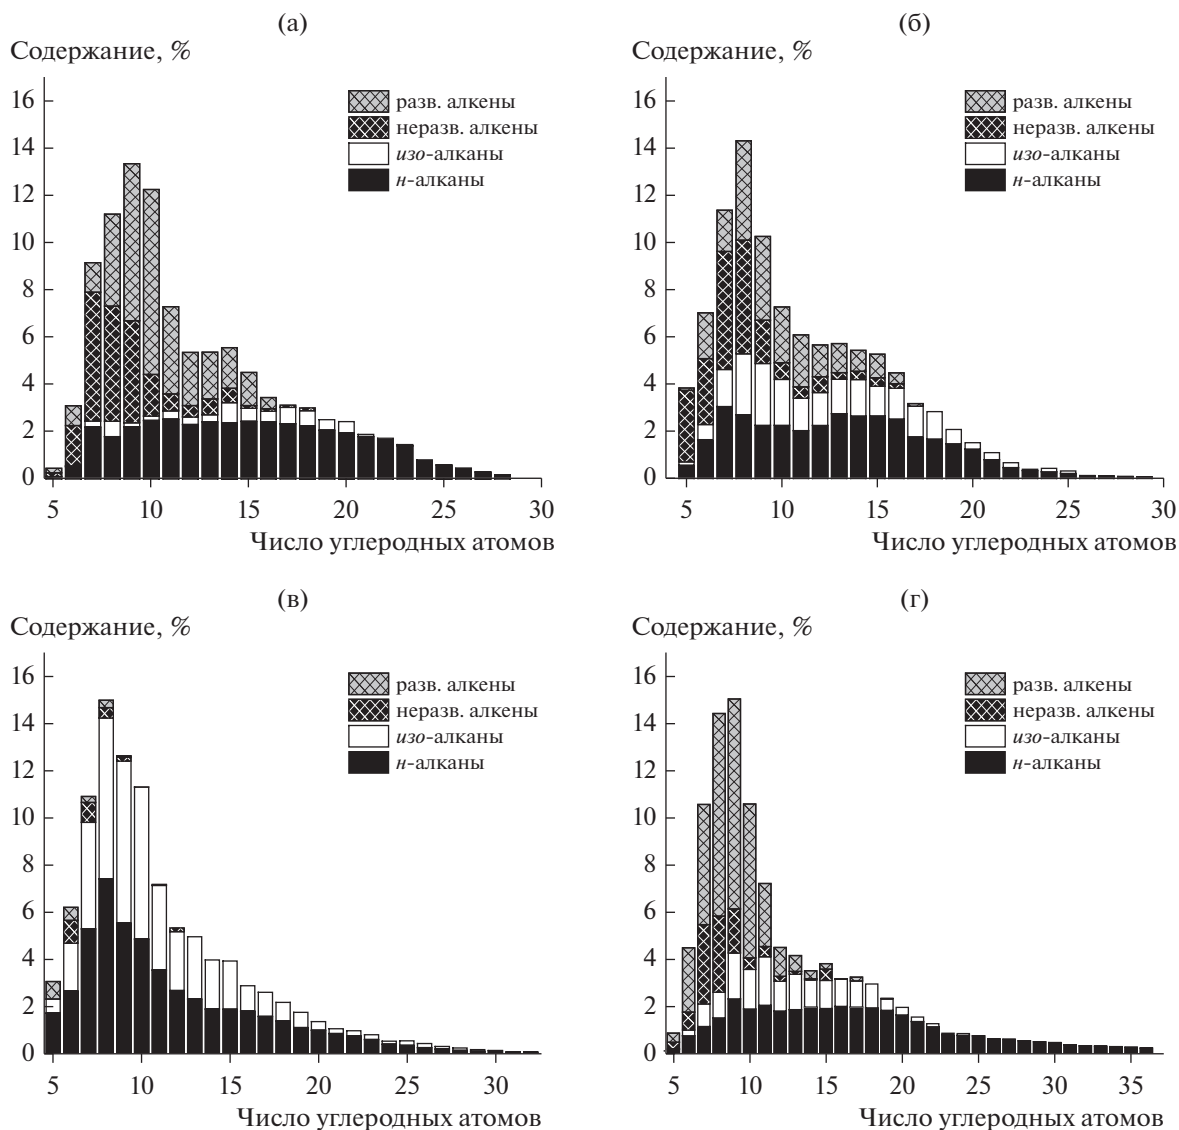 (а)
Содержание, %
16
14
12
10
8
6
4
2
0
разв. алкены
неразв. алкены
изо-алканы
н-алканы
5 10 15 20 25 30
Число углеродных атомов
(б)
Содержание, %
16
14
12
10
8
6
4
2
0
разв. алкены
неразв. алкены
изо-алканы
н-алканы
5 10 15 20 25 30
Число углеродных атомов
(в)
Содержание, %
16
14
12
10
8
6
4
2
0
разв. алкены
неразв. алкены
изо-алканы
н-алканы
5 10 15 20 25 30
Число углеродных атомов
(г)
Содержание, %
16
14
12
10
8
6
4
2
0
разв. алкены
неразв. алкены
изо-алканы
н-алканы
5 10 15 20 25 30 35
Число углеродных атомов